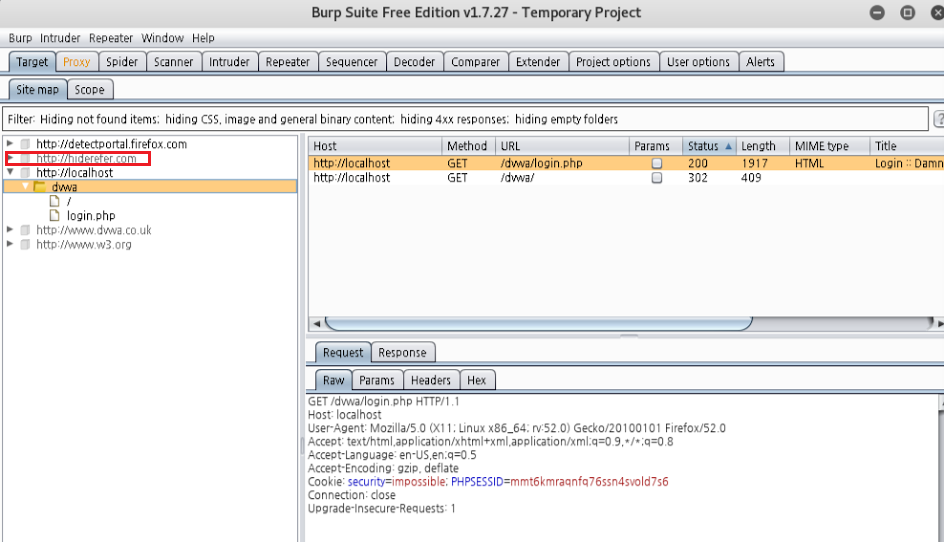 Burp Suite Free Edition v1.7.27 - Temporary Project
Burp Intruder Repeater Window Help
Target Proxy Spider Scanner Intruder Repeater Sequencer Decoder Comparer Extender Project options User options Alerts
Site map Scope
Filter: Hiding not found items; hiding CSS, image and general binary content; hiding 4xx responses; hiding empty folders ?
http://detectportal.firefox.com
http://hiderefer.com
http://localhost
dvwa
/
login.php
http://www.dvwa.co.uk
http://www.w3.org
Host Method URL Params Status Length MIME type Title
http://localhost GET /dvwa/login.php 200 1917 HTML Login :: Damn
http://localhost GET /dvwa/ 302 409
Request Response
Raw Params Headers Hex
GET /dvwa/login.php HTTP/1.1
Host: localhost
User-Agent: Mozilla/5.0 (X11; Linux x86_64; rv:52.0) Gecko/20100101 Firefox/52.0
Accept: text/html,application/xhtml+xml,application/xml;q=0.9,*/*;q=0.8
Accept-Language: en-US,en;q=0.5
Accept-Encoding: gzip, deflate
Cookie: security=impossible; PHPSESSID=mmt6kmraqnfq76ssn4svold7s6
Connection: close
Upgrade-Insecure-Requests: 1